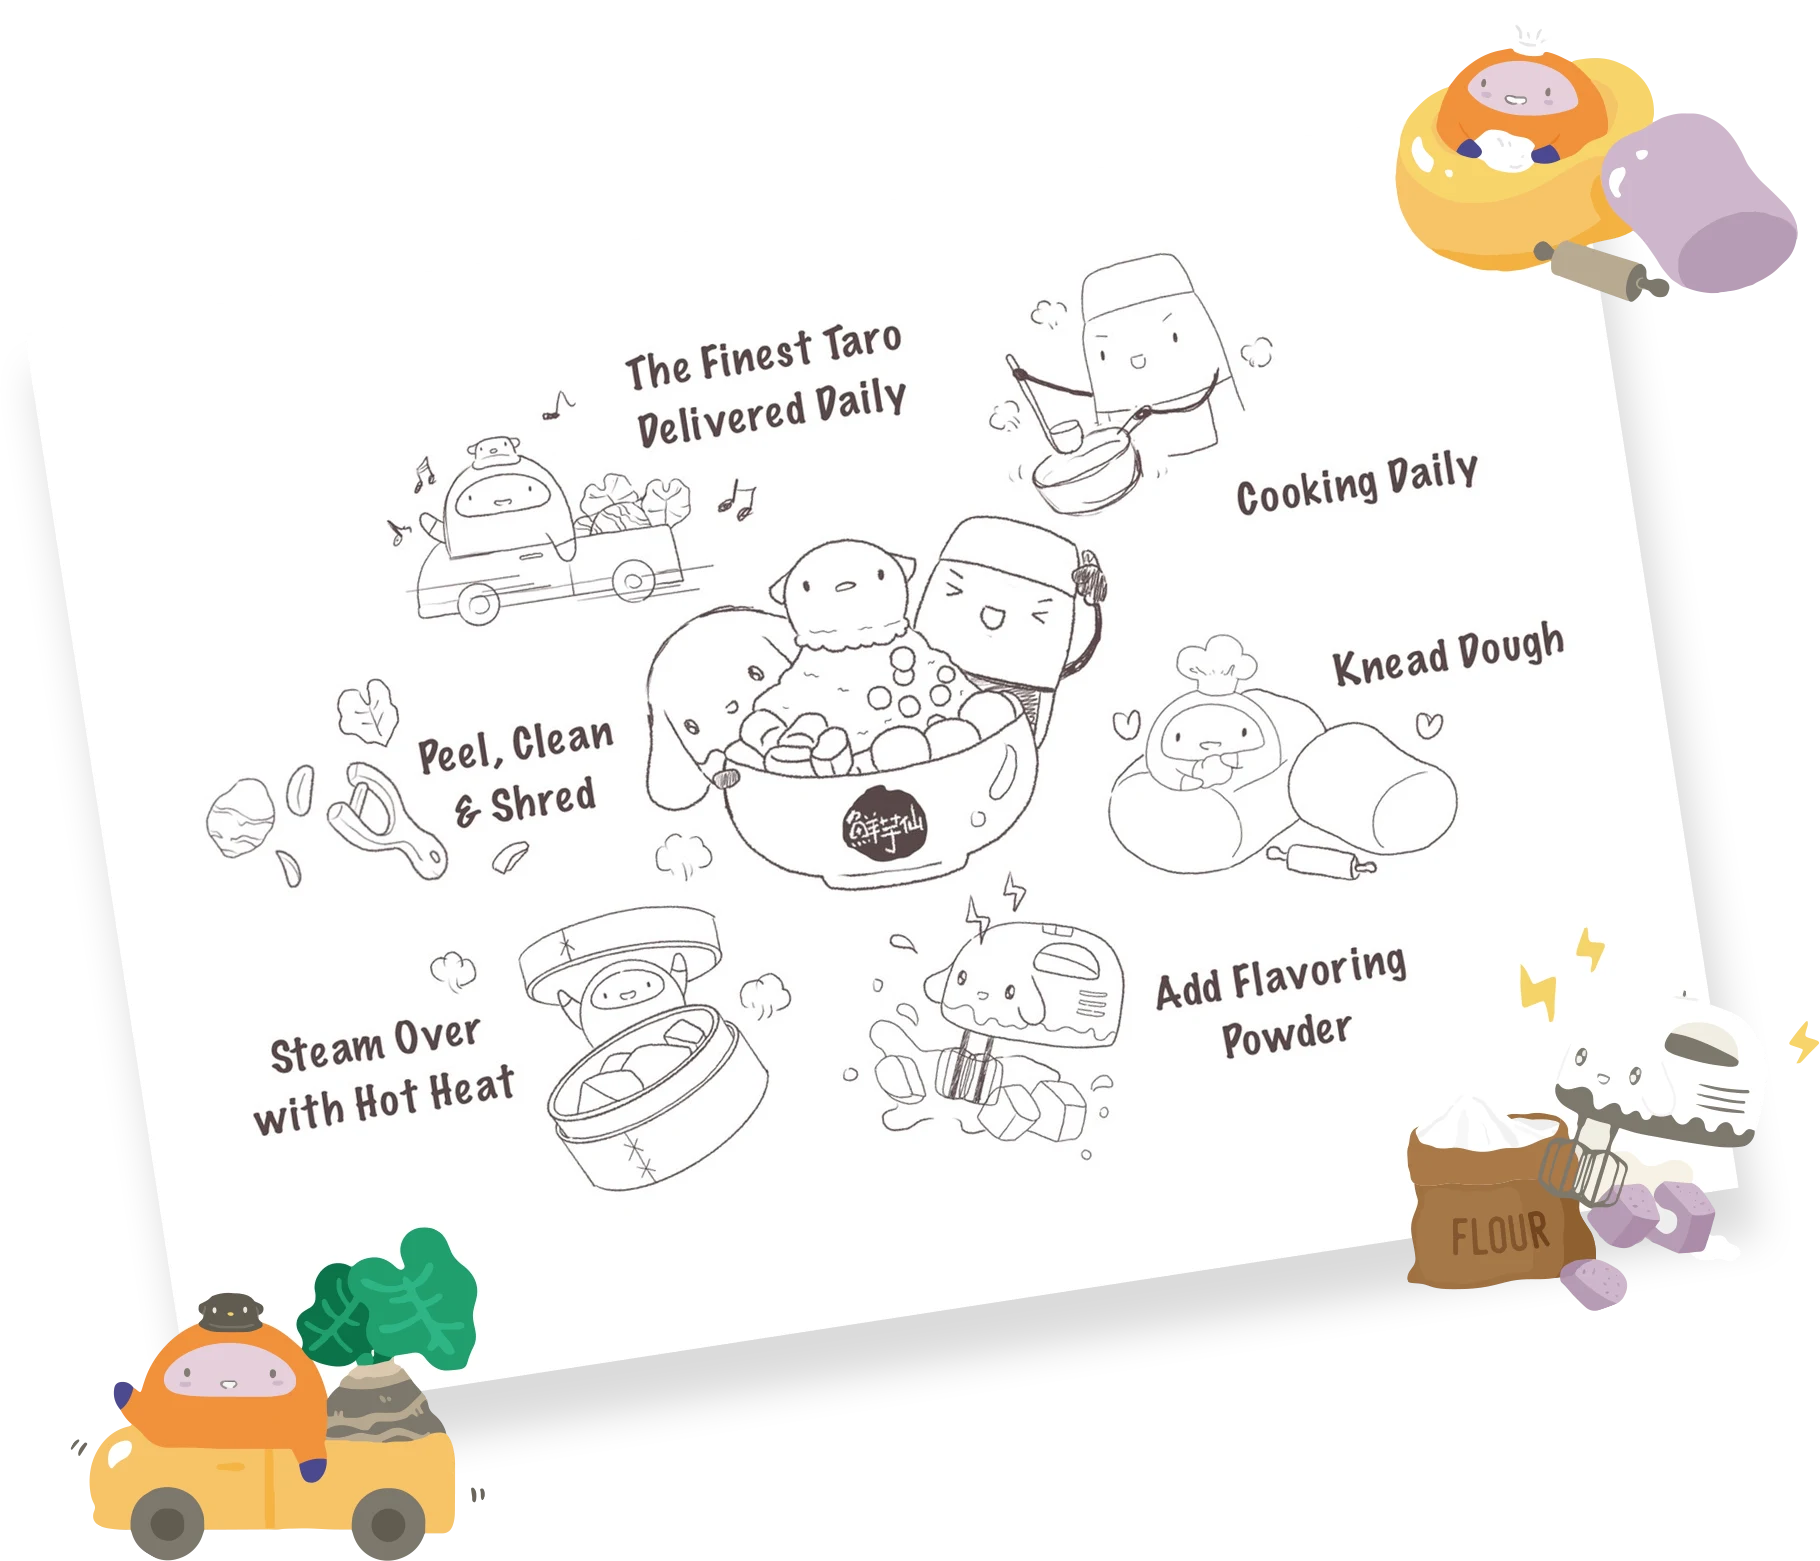 The Finest Taro
Delivered Daily
Peel, Clean
& Shred
Steam Over
with Hot Heat
Add Flavoring
Powder
Knead Dough
Cooking Daily
鮮芋仙
FLOUR